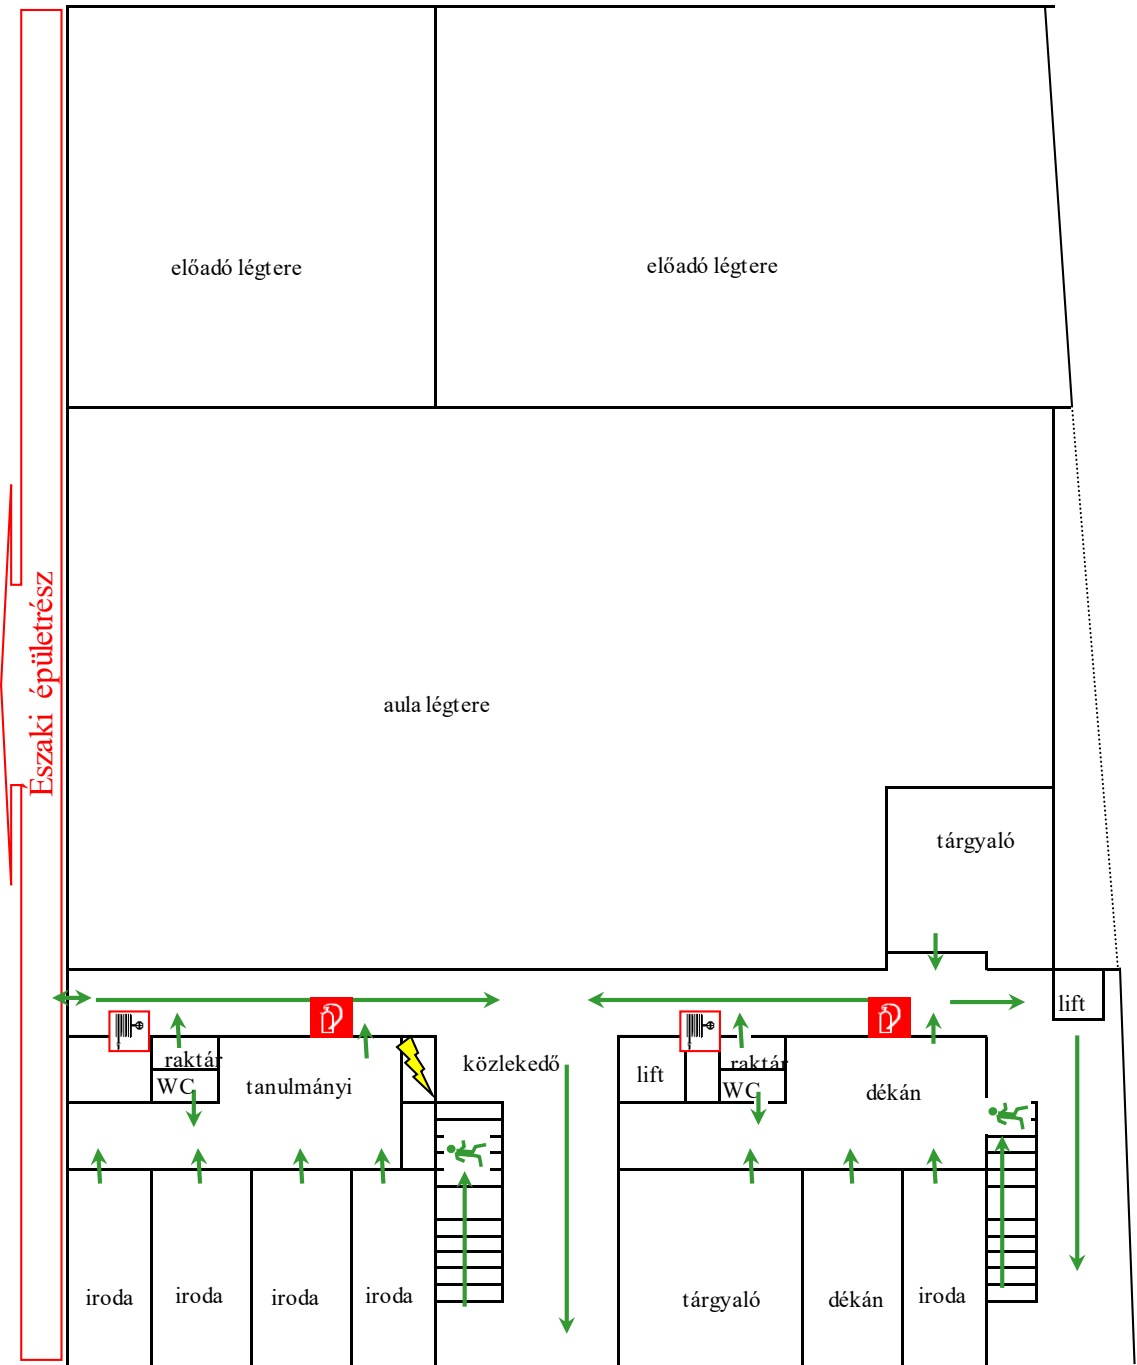 előadó légtere
előadó légtere
Északi épületrész
aula légtere
tárgyaló
lift
raktár
WC
tanulmányi
közlekedő
lift
raktár
WC
dékán
iroda
iroda
iroda
iroda
tárgyaló
dékán
iroda